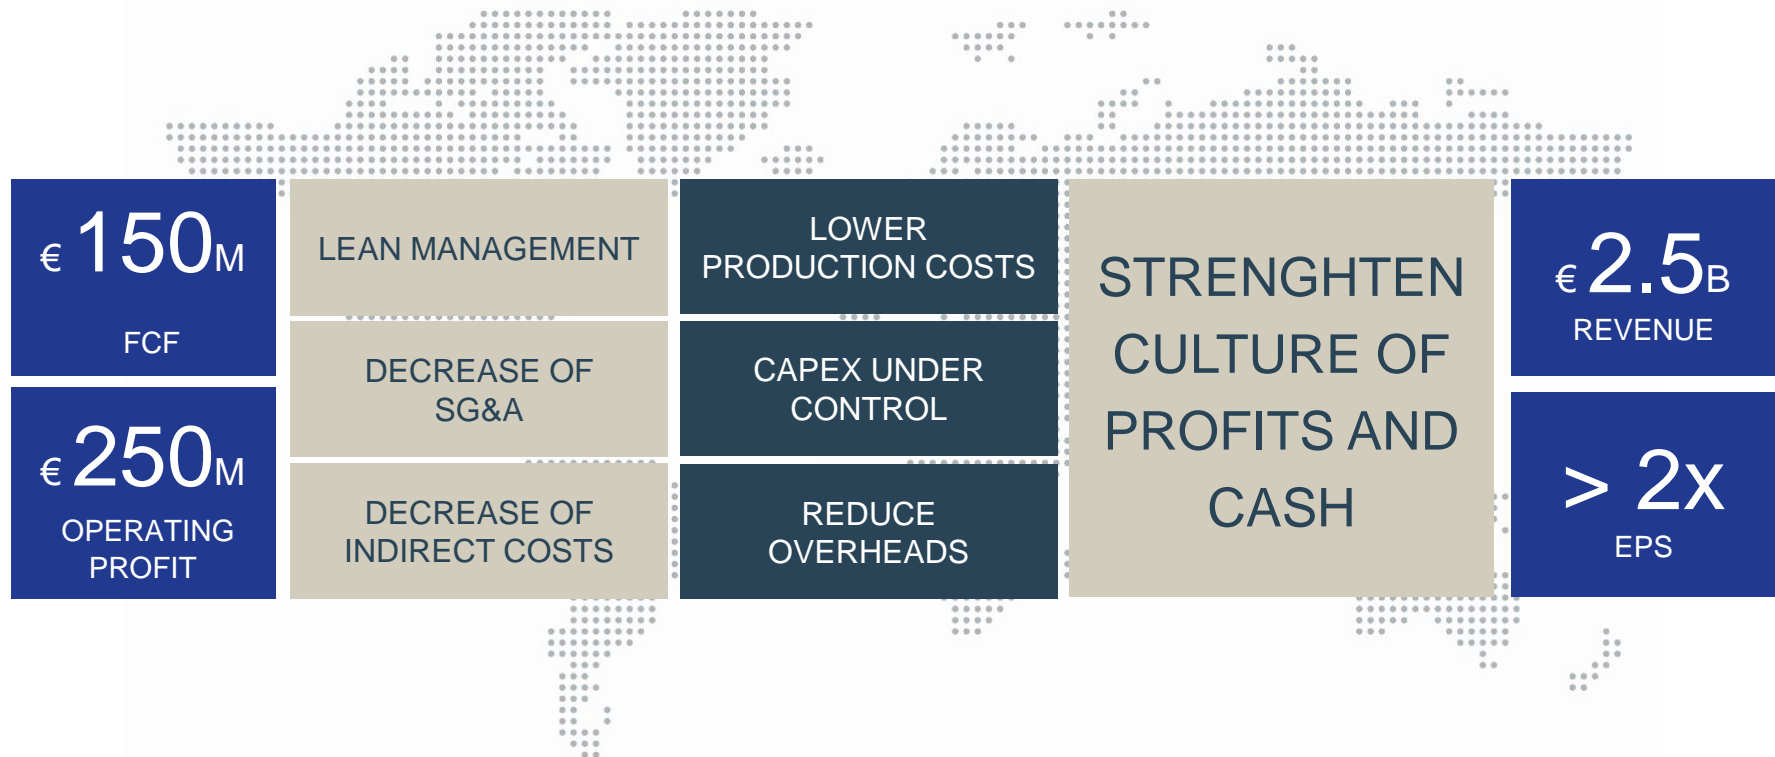 € 150M
FCF
€ 250M
OPERATING
PROFIT
LEAN MANAGEMENT
DECREASE OF
SG&A
DECREASE OF
INDIRECT COSTS
LOWER
PRODUCTION COSTS
CAPEX UNDER
CONTROL
REDUCE
OVERHEADS
STRENGHTEN
CULTURE OF
PROFITS AND
CASH
€ 2.5B
REVENUE
> 2x
EPS